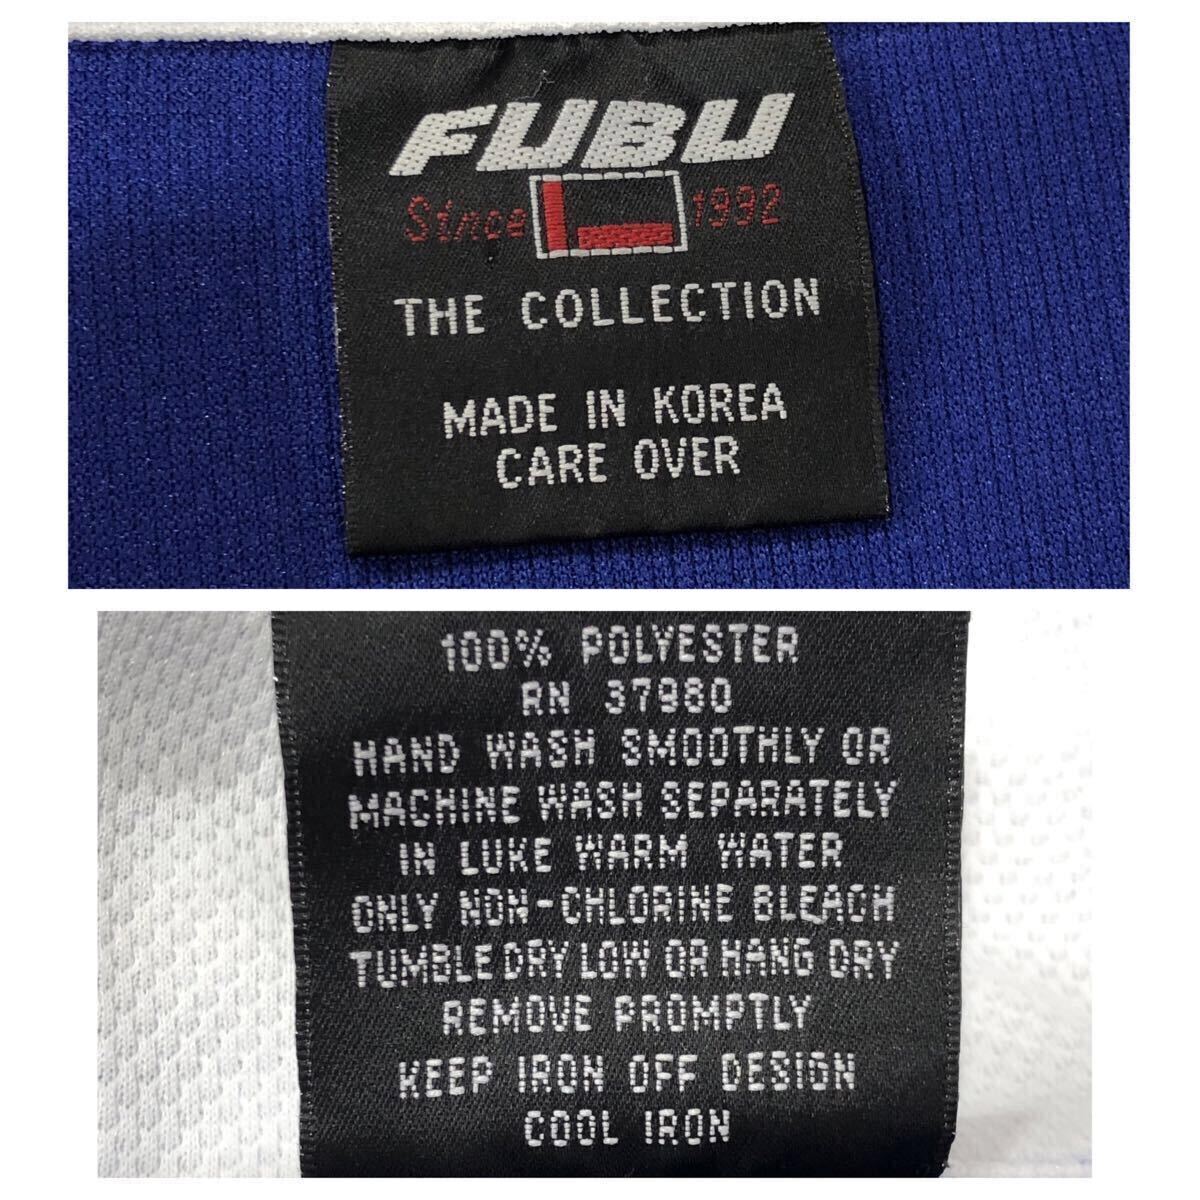 FUBU
Since 1992
THE COLLECTION
MADE IN KOREA
CARE OVER
100% POLYESTER
RN 37980
HAND WASH SMOOTHLY OR
MACHINE WASH SEPARATELY
IN LUKE WARM WATER
ONLY NON-CHLORINE BLEACH
TUMBLE DRY LOW OR HANG DRY
REMOVE PROMPTLY
KEEP IRON OFF DESIGN
COOL IRON